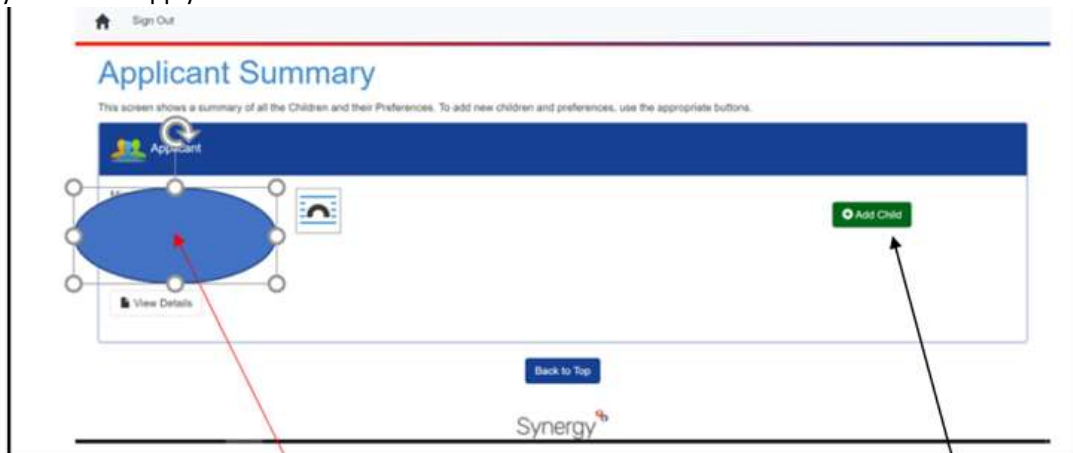 Sign Out
Applicant Summary
This screen shows a summary of all the Children and their Preferences. To add new children and preferences, use the appropriate buttons.
Applicant
Add Child
View Details
Back to Top
Synergy